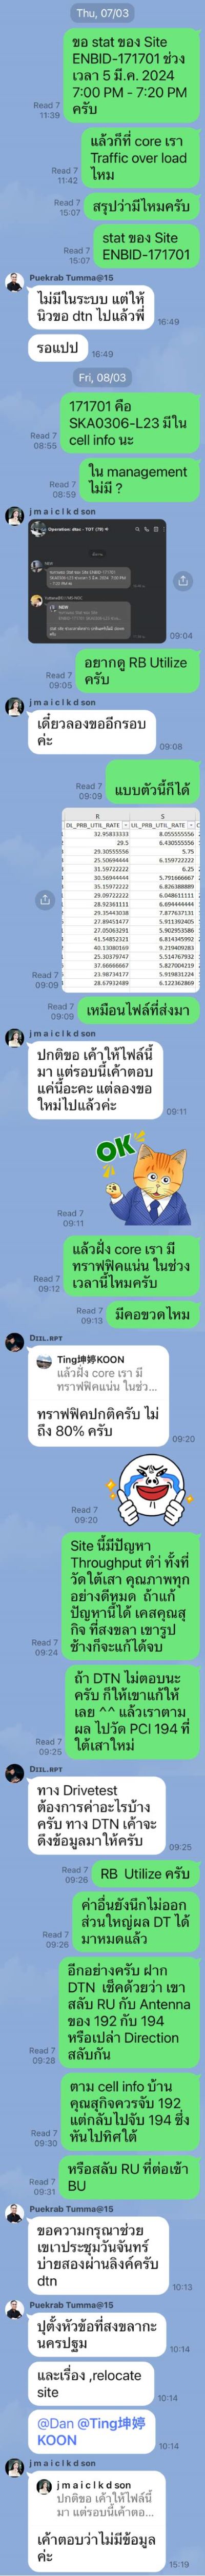 Thu, 07/03
ขอ stat ของ Site
ENBID-171701 ช่วง
เวลา 5 มี.ค. 2024
7:00 PM - 7:20 PM
ครับ
Read 7
11:39
แล้วก็ที่ core เรา
Traffic over load
ไหม
Read 7
11:42
สรุปว่ามีไหมครับ
Read 7
15:07
stat ของ Site
ENBID-171701
Read 7
15:07
Puekrab Tumma@15
ไม่มีในระบบ แต่ให้
นิวขอ dtn ไปแล้วพี่
16:49
รอแปป
16:49
Fri, 08/03
171701 คือ
SKA0306-L23 มีใน
cell info นะ
Read 7
08:55
ใน management
ไม่มี ?
Read 7
08:59
j m a i c l k d son
09:04
อยากดู RB Utilize
ครับ
Read 7
09:05
j m a i c l k d son
เดี๋ยวลองขออีกรอบ
ค่ะ
09:08
แบบตัวนี้ก็ได้
Read 7
09:09
R S
DL_PRB_UTIL_RATE UL_PRB_UTIL_RATE
32.95833333 8.055555556
29.5 6.430555556
29.30555556 5.75
25.50694444 6.159722222
31.59722222 6.25
30.56944444 5.791666667
35.15972222 6.826388889
29.09722222 6.048611111
28.92361111 6.694444444
29.35443038 7.877637131
27.89451477 5.911392405
27.05063291 5.902953586
41.54852321 6.814345992
40.13080169 9.219409283
25.30379747 5.514767932
37.66666667 5.827004219
23.98734177 5.919831224
28.67932489 6.122362869
Read 7
09:09
เหมือนไฟล์ที่ส่งมา
Read 7
09:09
j m a i c l k d son
ปกติขอ เค้าให้ไฟล์นี้
มา แต่รอบนี้เค้าตอบ
แค่นี้อะคะ แต่ลองขอ
ใหม่ไปแล้วค่ะ
09:11
OK
Read 7
09:11
แล้วฝั่ง core เรา มี
ทราฟฟิคแน่น ในช่วง
เวลานี้ไหมครับ
Read 7
09:12
มีคอขวดไหม
Read 7
09:13
DIIL.RPT
Ting坤婷KOON
แล้วฝั่ง core เรา มี
ทราฟฟิคแน่น ในช่ว...
ทราฟฟิคปกติครับ ไม่
ถึง 80% ครับ
09:20
Read 7
09:20
Site นี้มีปัญหา
Throughput ต่ำ ทั้งที่
วัดใต้เสา คุณภาพทุก
อย่างดีหมด ถ้าแก้
ปัญหานี้ได้ เคสคุณสุ
กิจ ที่สงขลา เขารูป
ช้างก็จะแก้ได้จบ
Read 7
09:24
ถ้า DTN ไม่ตอบนะ
ครับ ก็ให้เขาแก้ให้
เลย ^^ แล้วเราตาม
ผล ไปวัด PCI 194 ที่
ใต้เสาใหม่
Read 7
09:25
DIIL.RPT
ทาง Drivetest
ต้องการค่าอะไรบ้าง
ครับ ทาง DTN เค้าจะ
ดึงข้อมูลมาให้ครับ
09:25
RB Utilize ครับ
Read 7
09:26
ค่าอื่นยังนึกไม่ออก
ส่วนใหญ่ผล DT ได้
มาหมดแล้ว
Read 7
09:26
อีกอย่างครับ ฝาก
DTN เช็คด้วยว่า เขา
สลับ RU กับ Antenna
ของ 192 กับ 194
หรือเปล่า Direction
สลับกัน
Read 7
09:28
ตาม cell info บ้าน
คุณสุกิจควรจับ 192
แต่กลับไปจับ 194 ซึ่ง
หันไปทิศใต้
Read 7
09:30
หรือสลับ RU ที่ต่อเข้า
BU
Read 7
09:31
Puekrab Tumma@15
ขอความกรุณาช่วย
เขาประชุมวันจันทร์
บ่ายสองผ่านลิงค์ครับ
dtn
10:13
Puekrab Tumma@15
ปุตั้งหัวข้อที่สงขลากะ
นครปฐม
10:14
และเรื่อง ,relocate
site
10:14
@Dan @Ting坤婷
KOON
10:14
j m a i c l k d son
j m a i c l k d son
ปกติขอ เค้าให้ไฟล์นี้
มา แต่รอบนี้เค้าตอ...
เค้าตอบว่าไม่มีข้อมูล
ค่ะ
15:19